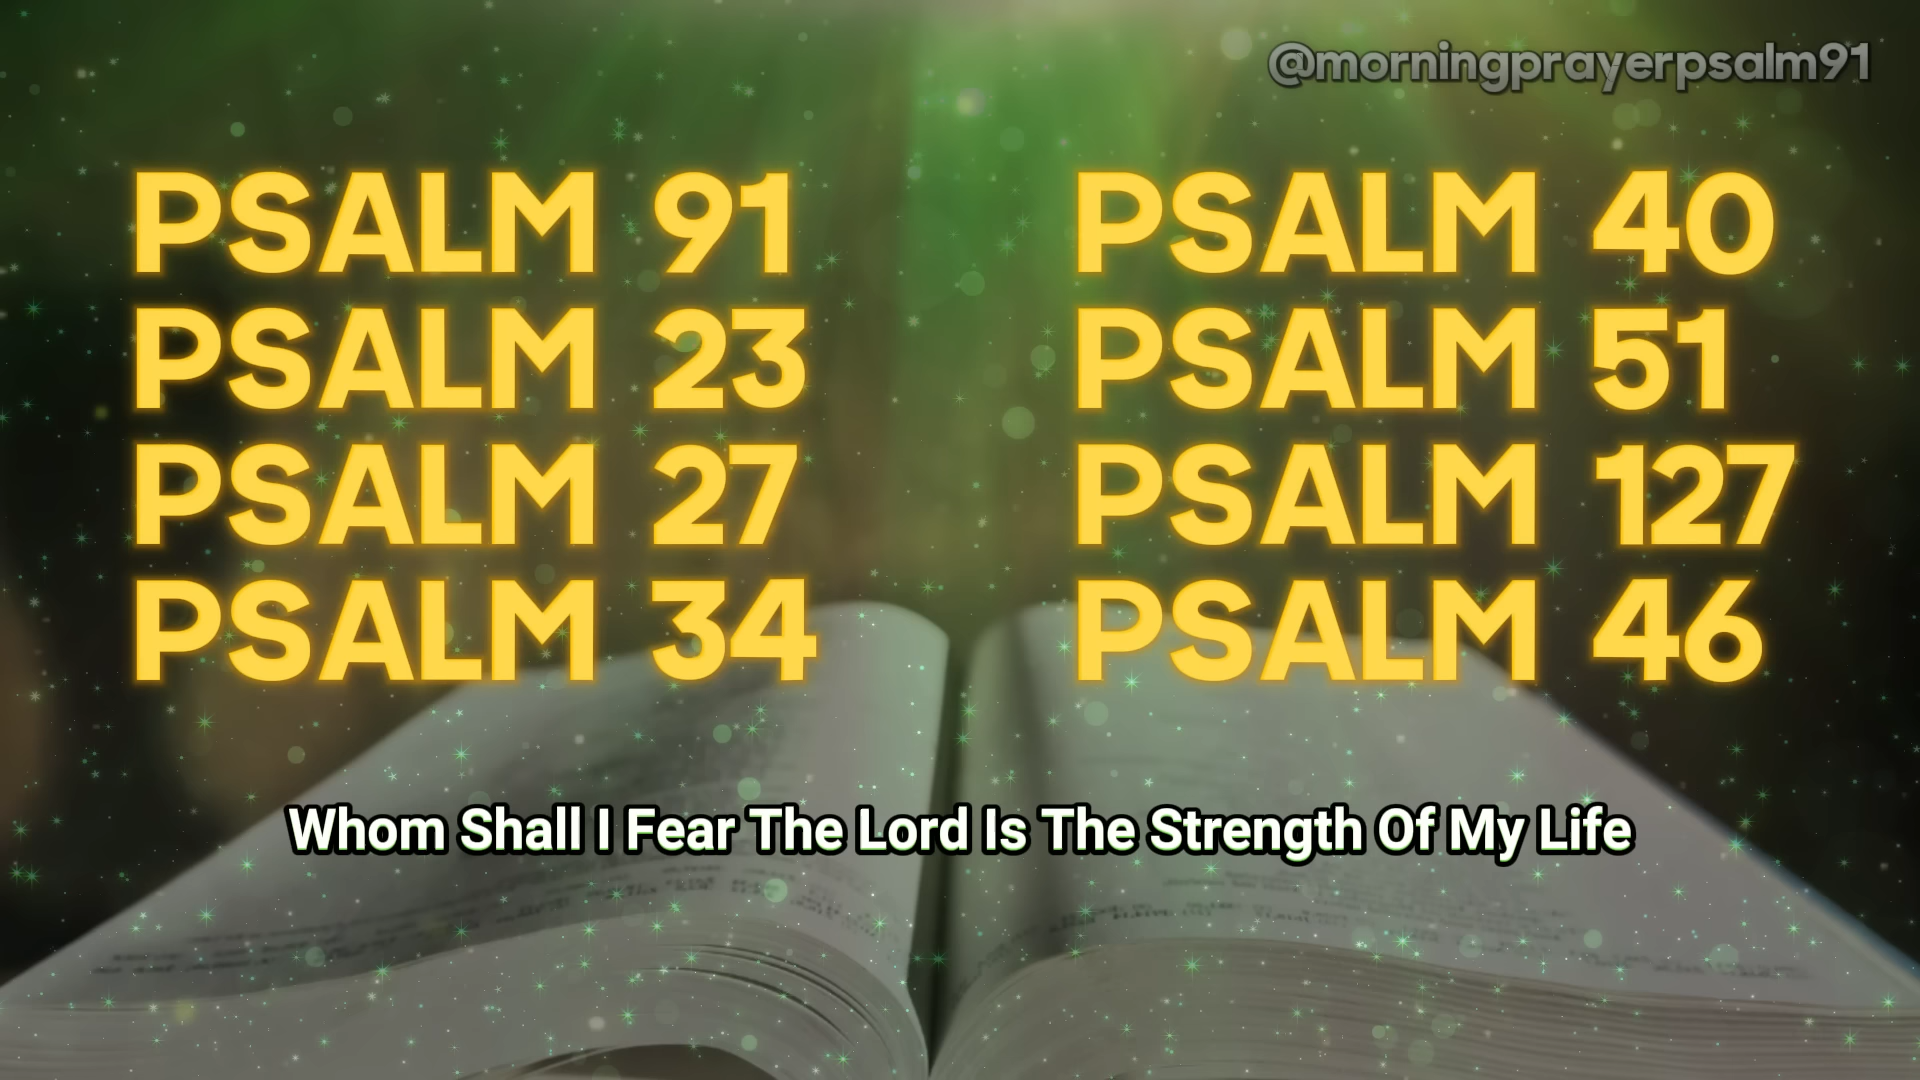 @morningprayerpsalm91
PSALM 91
PSALM 23
PSALM 27
PSALM 34
PSALM 40
PSALM 51
PSALM 127
PSALM 46
Whom Shall I Fear The Lord Is The Strength Of My Life